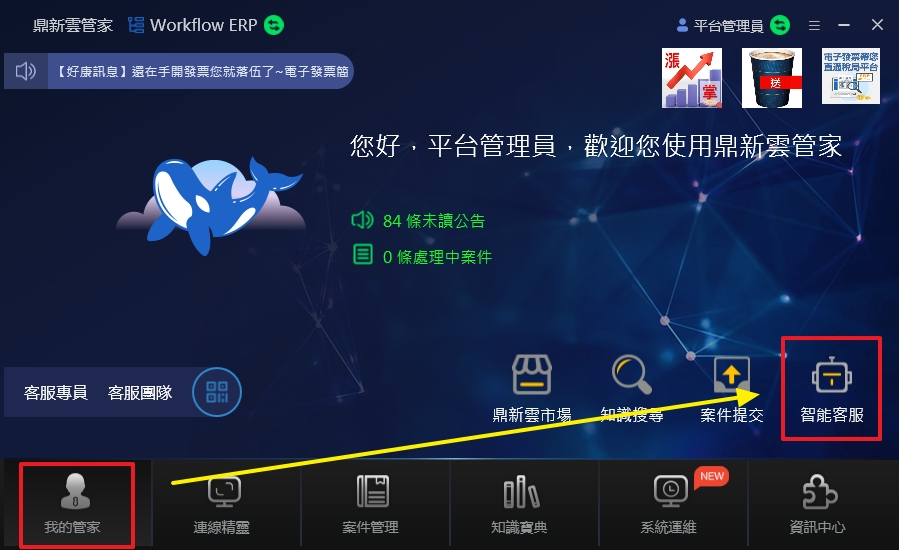 鼎新雲管家 Workflow ERP 平台管理員
【好康訊息】還在手開發票您就落伍了~電子發票簡
漲
掌
送
電子發票帶您
直通稅局平台
您好，平台管理員，歡迎您使用鼎新雲管家
84 條未讀公告
0 條處理中案件
客服專員 客服團隊
鼎新雲市場 知識搜尋 案件提交 智能客服
NEW
我的管家 連線精靈 案件管理 知識寶典 系統運維 資訊中心